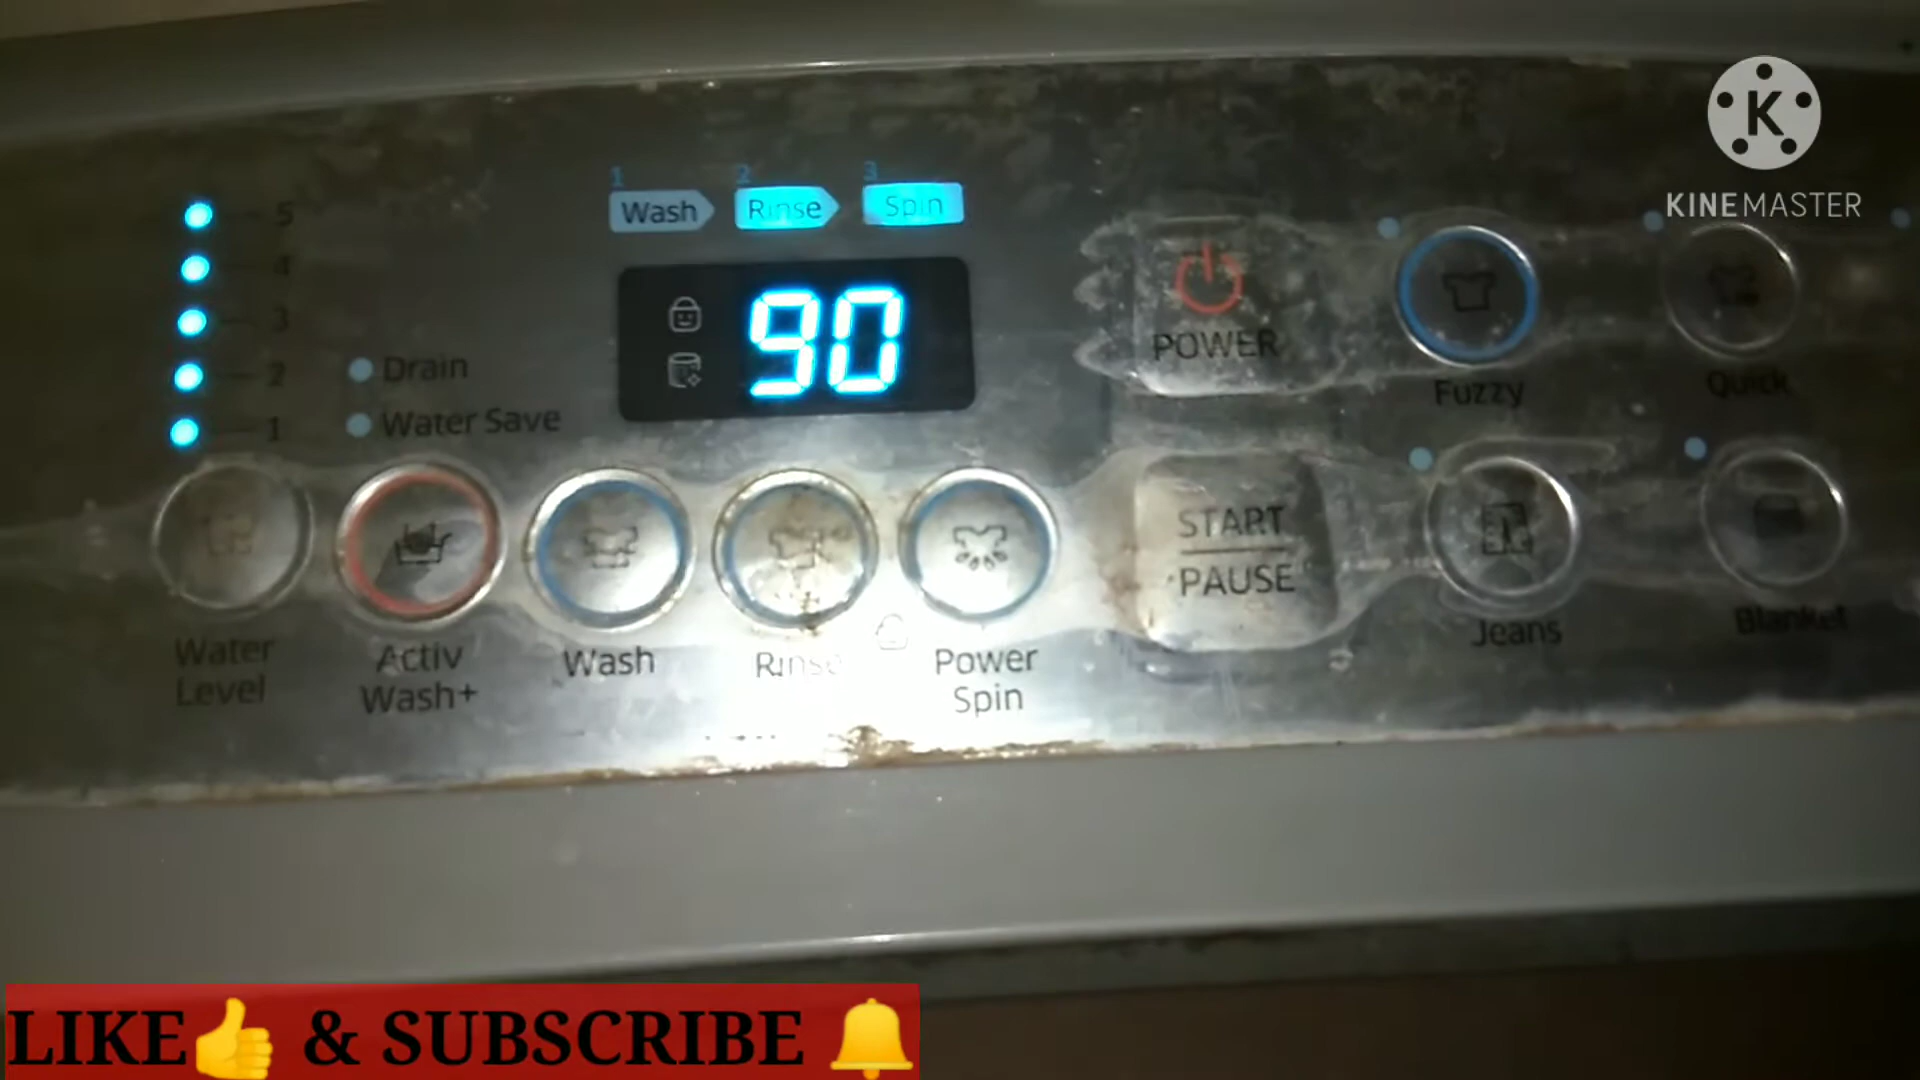 1 2 3
Wash Rinse Spin
5
4
3
2
1
Drain
Water Save
90
POWER
Fuzzy
Quick
START
PAUSE
Jeans
Blanket
Water
Level
Activ
Wash+
Wash
Rinse
Power
Spin
K
KINEMASTER
LIKE👍 & SUBSCRIBE 🔔